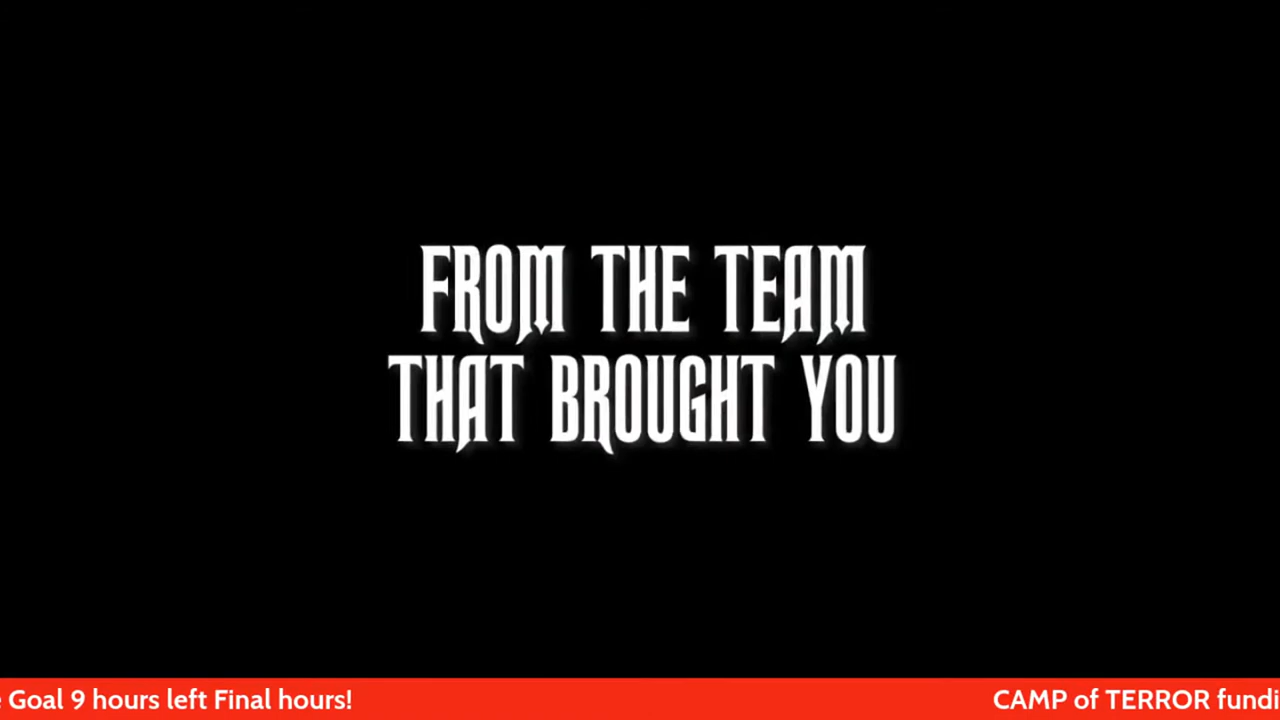 FROM THE TEAM
THAT BROUGHT YOU
Goal 9 hours left Final hours! CAMP of TERROR